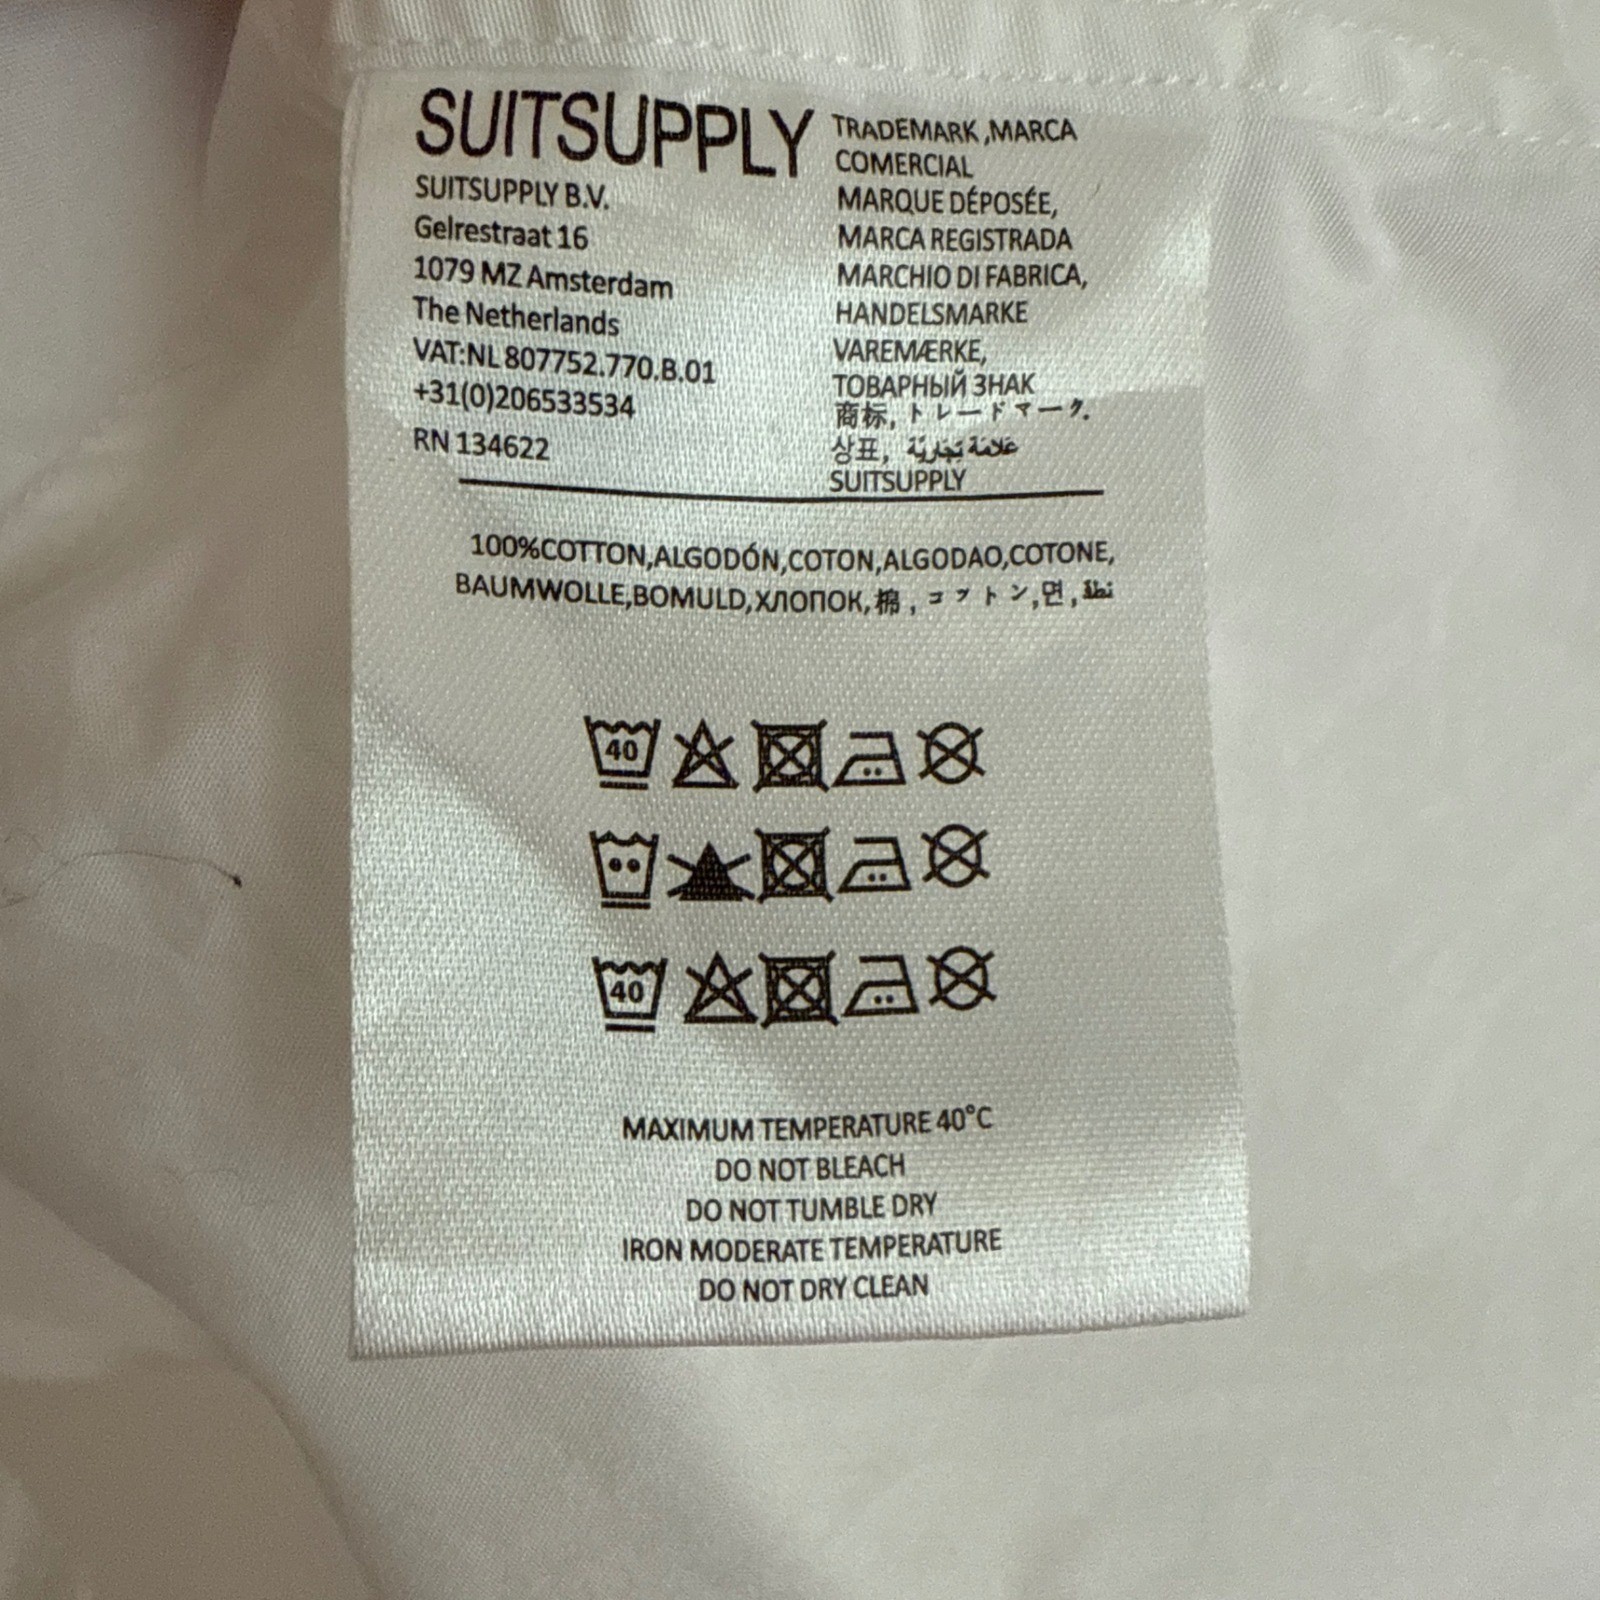 SUITSUPPLY
SUITSUPPLY B.V.
Gelrestraat 16
1079 MZ Amsterdam
The Netherlands
VAT:NL 807752.770.B.01
+31(0)206533534
RN 134622
TRADEMARK ,MARCA
COMERCIAL
MARQUE DÉPOSÉE,
MARCA REGISTRADA
MARCHIO DI FABRICA,
HANDELSMARKE
VAREMÆRKE,
ТОВАРНЫЙ ЗНАК
商标, トレードマーク.
상표, علامة تجارية
SUITSUPPLY
100%COTTON,ALGODÓN,COTON,ALGODAO,COTONE,
BAUMWOLLE,BOMULD,ХЛОПОК,棉,コットン,면,قطن
40
40
MAXIMUM TEMPERATURE 40°C
DO NOT BLEACH
DO NOT TUMBLE DRY
IRON MODERATE TEMPERATURE
DO NOT DRY CLEAN